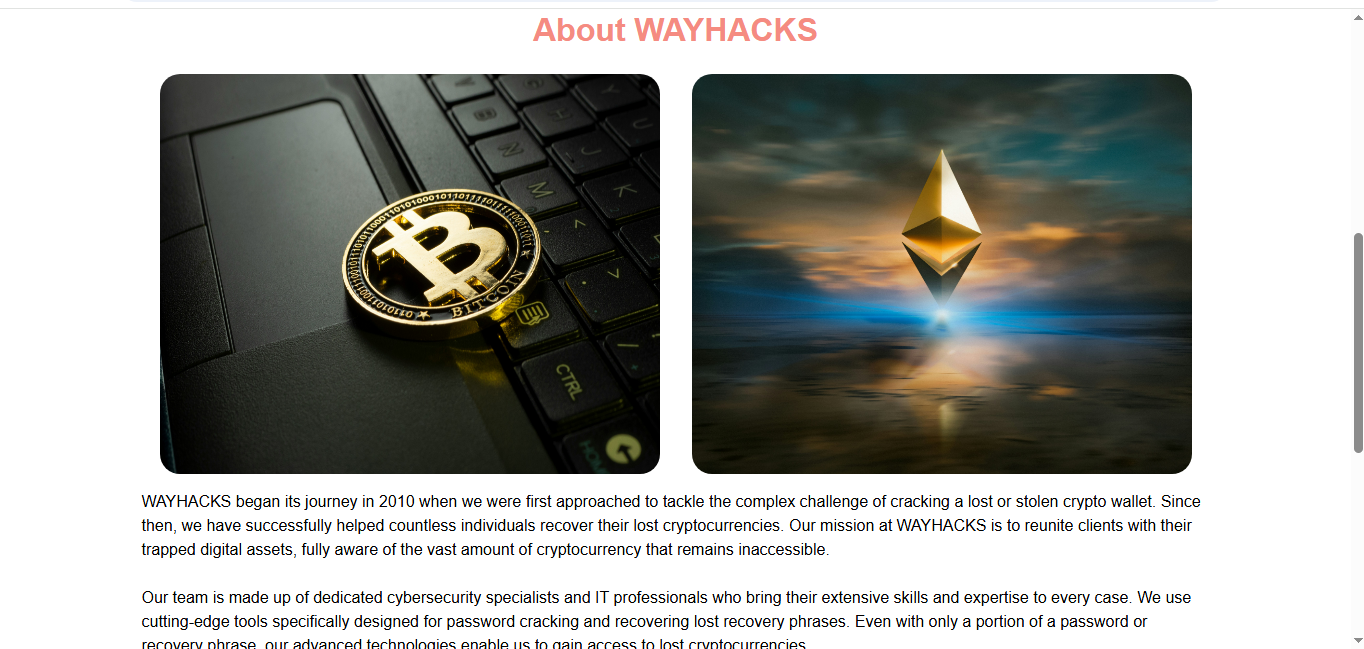 About WAYHACKS
BITCOIN
CTRL
HOME
WAYHACKS began its journey in 2010 when we were first approached to tackle the complex challenge of cracking a lost or stolen crypto wallet. Since
then, we have successfully helped countless individuals recover their lost cryptocurrencies. Our mission at WAYHACKS is to reunite clients with their
trapped digital assets, fully aware of the vast amount of cryptocurrency that remains inaccessible.
Our team is made up of dedicated cybersecurity specialists and IT professionals who bring their extensive skills and expertise to every case. We use
cutting-edge tools specifically designed for password cracking and recovering lost recovery phrases. Even with only a portion of a password or
recovery phrase, our advanced technologies enable us to gain access to lost cryptocurrencies.